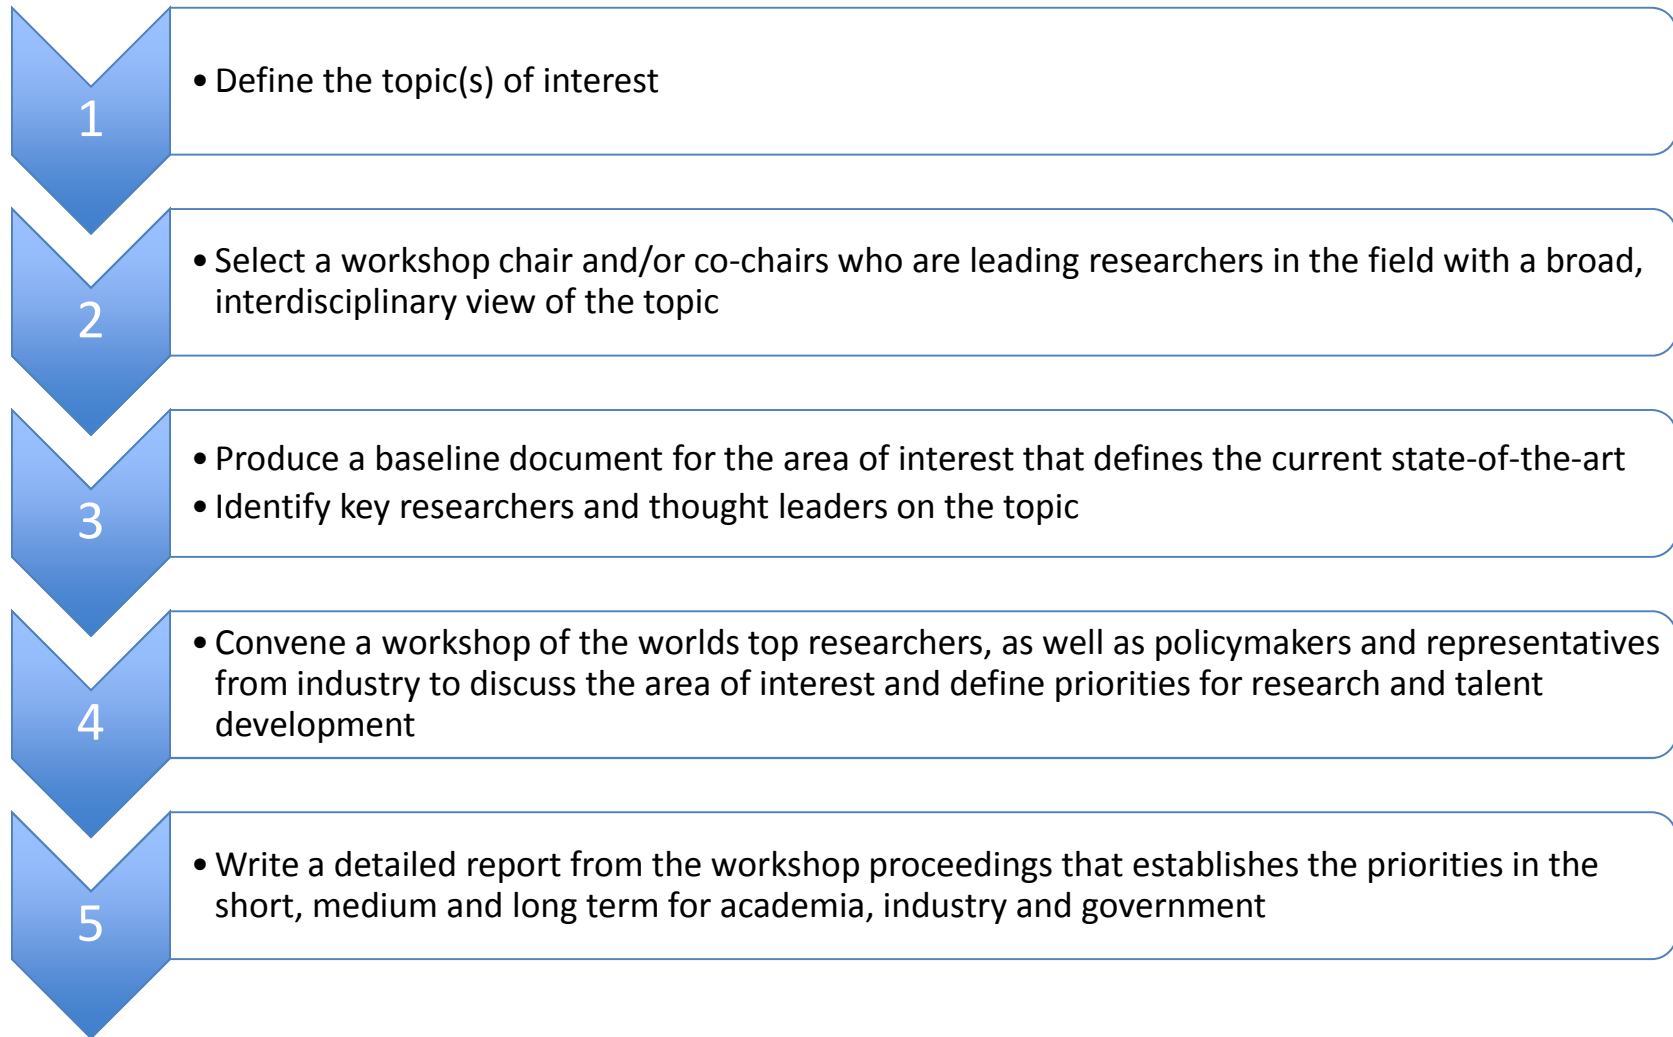 1
• Define the topic(s) of interest
2
• Select a workshop chair and/or co-chairs who are leading researchers in the field with a broad,
interdisciplinary view of the topic
3
• Produce a baseline document for the area of interest that defines the current state-of-the-art
• Identify key researchers and thought leaders on the topic
4
• Convene a workshop of the worlds top researchers, as well as policymakers and representatives
from industry to discuss the area of interest and define priorities for research and talent
development
5
• Write a detailed report from the workshop proceedings that establishes the priorities in the
short, medium and long term for academia, industry and government